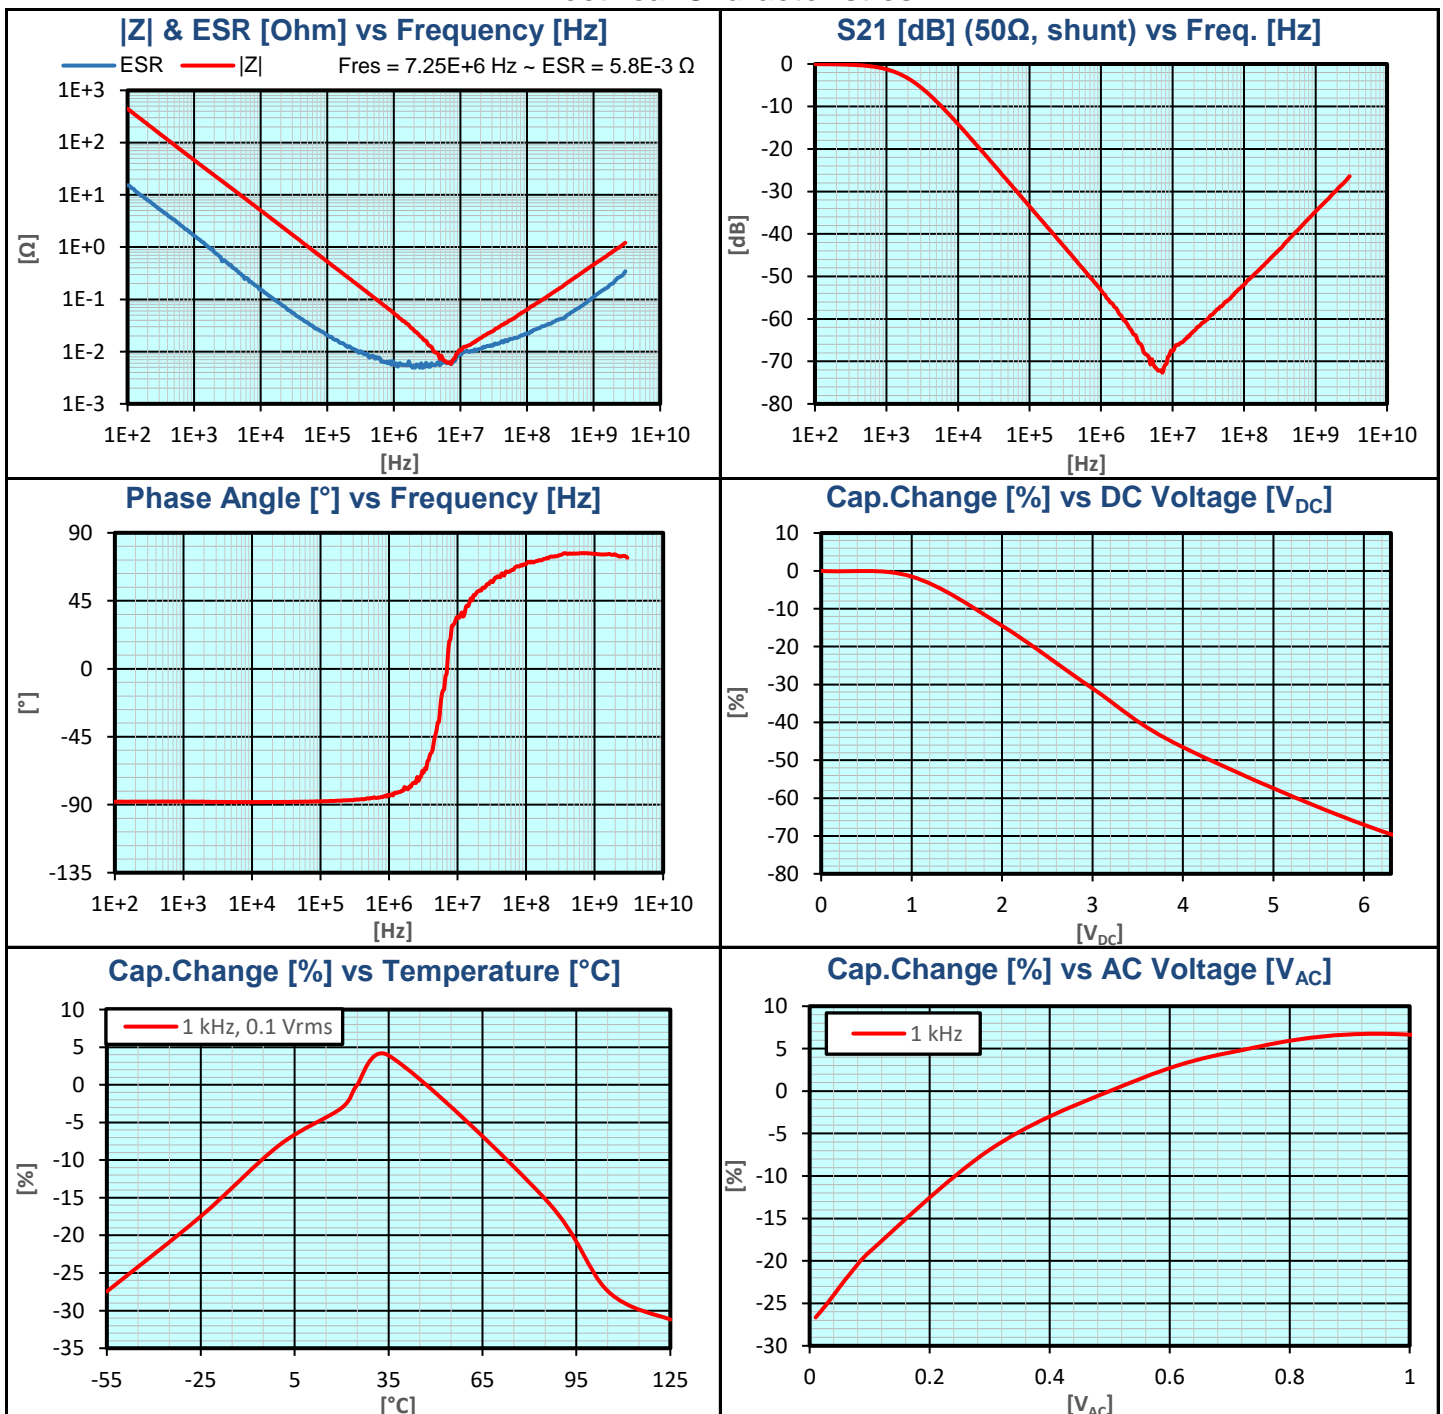 |Z| & ESR [Ohm] vs Frequency [Hz]
ESR |Z| Fres = 7.25E+6 Hz ~ ESR = 5.8E-3 Ω
1E+3
1E+2
1E+1
1E+0
1E-1
1E-2
1E-3
[Ω]
1E+2 1E+3 1E+4 1E+5 1E+6 1E+7 1E+8 1E+9 1E+10
[Hz]
S21 [dB] (50Ω, shunt) vs Freq. [Hz]
0
-10
-20
-30
-40
-50
-60
-70
-80
[dB]
1E+2 1E+3 1E+4 1E+5 1E+6 1E+7 1E+8 1E+9 1E+10
[Hz]
Phase Angle [°] vs Frequency [Hz]
90
45
0
-45
-90
-135
[°]
1E+2 1E+3 1E+4 1E+5 1E+6 1E+7 1E+8 1E+9 1E+10
[Hz]
Cap.Change [%] vs DC Voltage [VDC]
10
0
-10
-20
-30
-40
-50
-60
-70
-80
[%]
0 1 2 3 4 5 6
[VDC]
Cap.Change [%] vs Temperature [°C]
1 kHz, 0.1 Vrms
10
5
0
-5
-10
-15
-20
-25
-30
-35
[%]
-55 -25 5 35 65 95 125
[°C]
Cap.Change [%] vs AC Voltage [VAC]
1 kHz
10
5
0
-5
-10
-15
-20
-25
-30
[%]
0 0.2 0.4 0.6 0.8 1
[VAC]